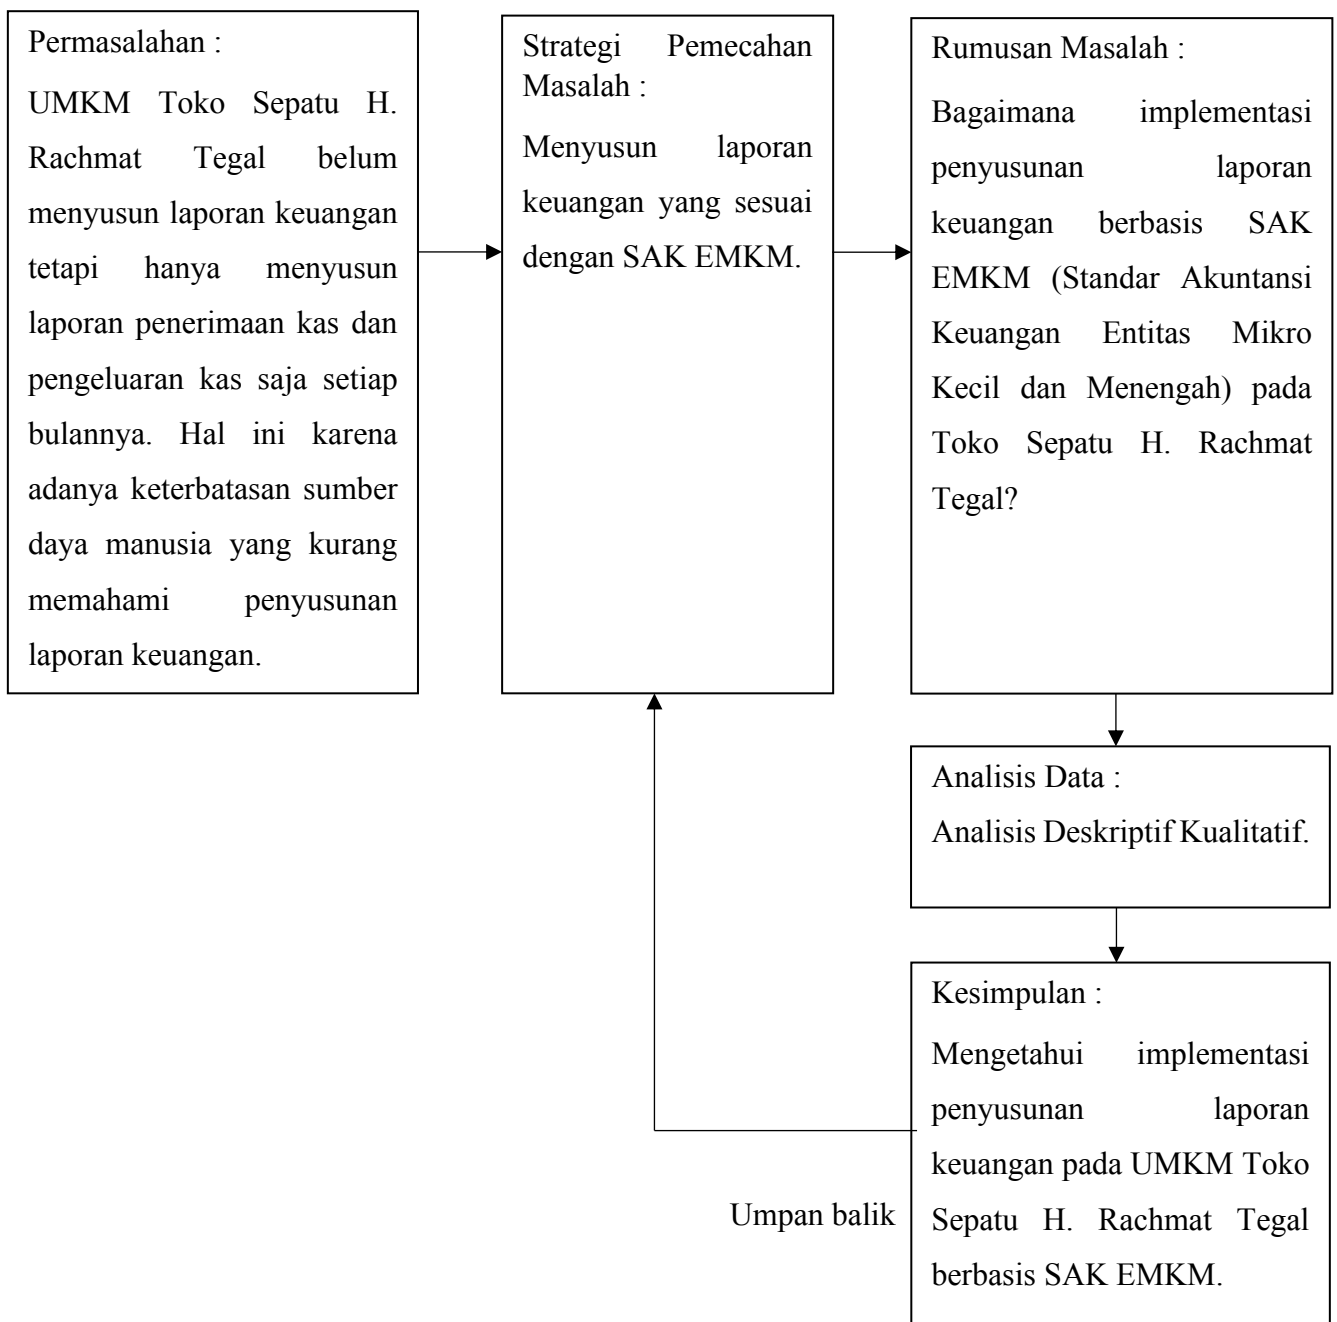 Permasalahan :
UMKM Toko Sepatu H.
Rachmat Tegal belum
menyusun laporan keuangan
tetapi hanya menyusun
laporan penerimaan kas dan
pengeluaran kas saja setiap
bulannya. Hal ini karena
adanya keterbatasan sumber
daya manusia yang kurang
memahami penyusunan
laporan keuangan.
Strategi Pemecahan
Masalah :
Menyusun laporan
keuangan yang sesuai
dengan SAK EMKM.
Rumusan Masalah :
Bagaimana implementasi
penyusunan laporan
keuangan berbasis SAK
EMKM (Standar Akuntansi
Keuangan Entitas Mikro
Kecil dan Menengah) pada
Toko Sepatu H. Rachmat
Tegal?
Analisis Data :
Analisis Deskriptif Kualitatif.
Kesimpulan :
Mengetahui implementasi
penyusunan laporan
keuangan pada UMKM Toko
Sepatu H. Rachmat Tegal
berbasis SAK EMKM.
Umpan balik